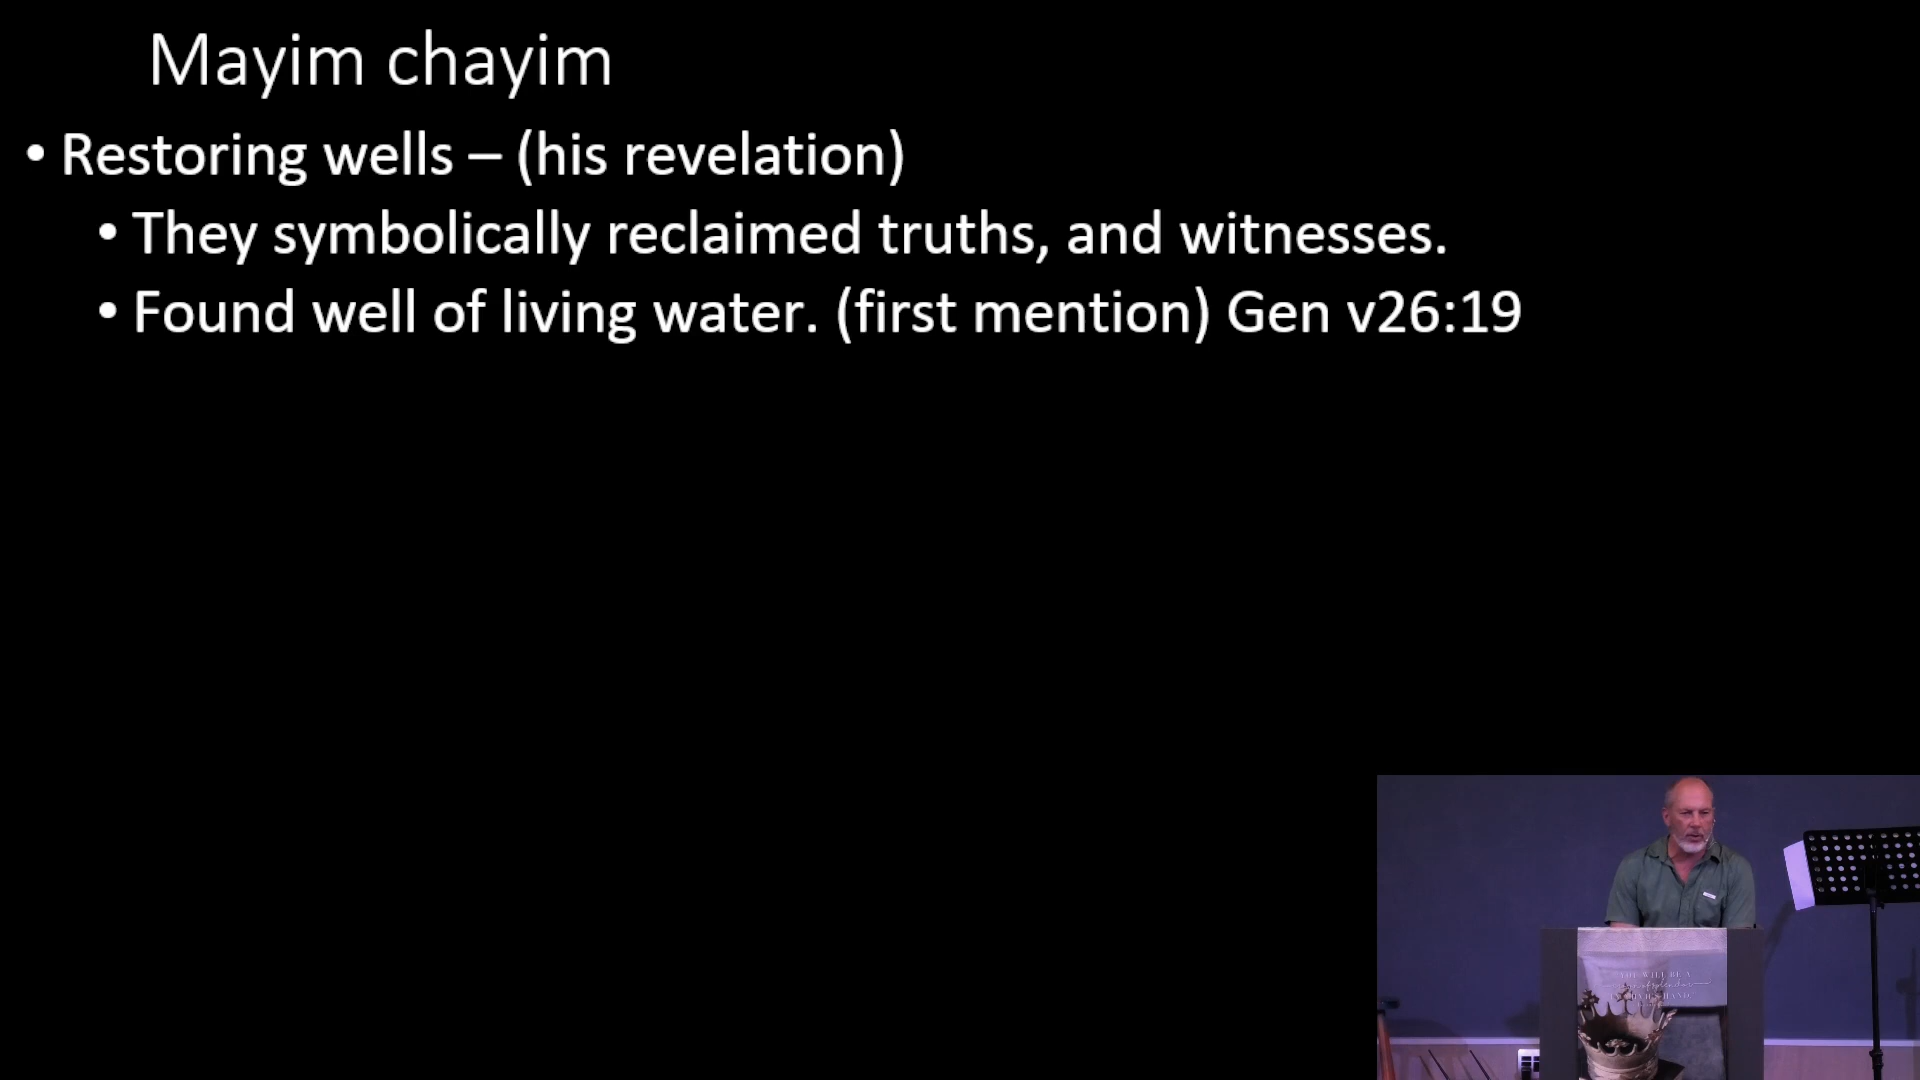 Mayim chayim
• Restoring wells – (his revelation)
• They symbolically reclaimed truths, and witnesses.
• Found well of living water. (first mention) Gen v26:19